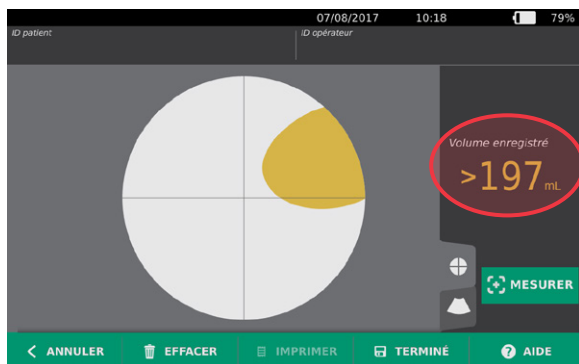 07/08/2017 10:18 79%
ID patient ID opérateur
Volume enregistré
>197 mL
MESURER
ANNULER EFFACER IMPRIMER TERMINÉ ? AIDE